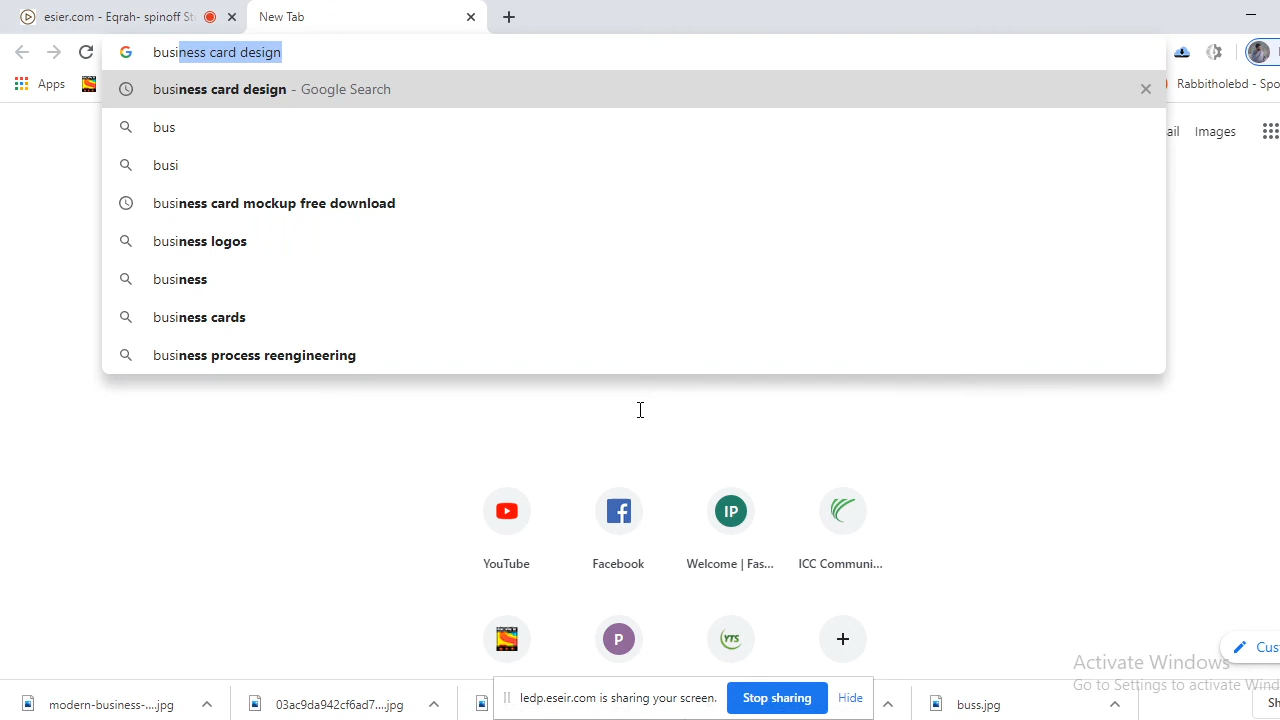 esier.com - Eqrah- spinoff St
New Tab
business card design
Apps
Rabbitholebd - Spo
business card design - Google Search
bus
ail Images
busi
business card mockup free download
business logos
business
business cards
business process reengineering
IP
YouTube
Facebook
Welcome | Fas...
ICC Communi...
P
YTS
Cus
Activate Windows
Go to Settings to activate Wind
modern-business-....jpg
03ac9da942cf6ad7....jpg
ledp.eseir.com is sharing your screen.
Stop sharing
Hide
buss.jpg
Sh